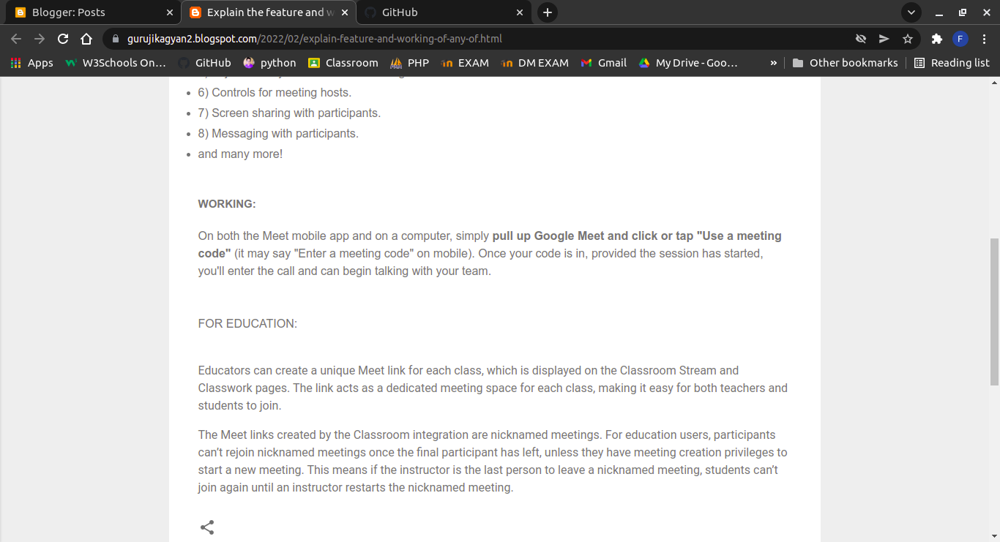 Blogger: Posts
Explain the feature and w
GitHub
gurujikagyan2.blogspot.com/2022/02/explain-feature-and-working-of-any-of.html
F
Apps W3Schools On... GitHub python Classroom PHP EXAM DM EXAM Gmail My Drive - Goo... » Other bookmarks Reading list
6) Controls for meeting hosts.
7) Screen sharing with participants.
8) Messaging with participants.
and many more!
WORKING:
On both the Meet mobile app and on a computer, simply pull up Google Meet and click or tap "Use a meeting
code" (it may say "Enter a meeting code" on mobile). Once your code is in, provided the session has started,
you'll enter the call and can begin talking with your team.
FOR EDUCATION:
Educators can create a unique Meet link for each class, which is displayed on the Classroom Stream and
Classwork pages. The link acts as a dedicated meeting space for each class, making it easy for both teachers and
students to join.
The Meet links created by the Classroom integration are nicknamed meetings. For education users, participants
can’t rejoin nicknamed meetings once the final participant has left, unless they have meeting creation privileges to
start a new meeting. This means if the instructor is the last person to leave a nicknamed meeting, students can’t
join again until an instructor restarts the nicknamed meeting.